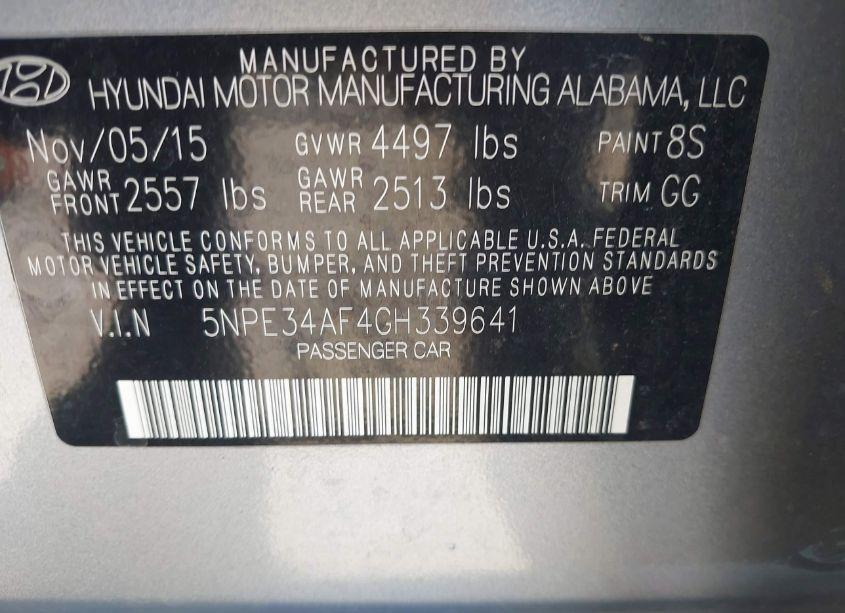 MANUFACTURED BY
HYUNDAI MOTOR MANUFACTURING ALABAMA, LLC
Nov/05/15 GVWR 4497 lbs PAINT 8S
GAWR FRONT 2557 lbs GAWR REAR 2513 lbs TRIM GG
THIS VEHICLE CONFORMS TO ALL APPLICABLE U.S.A. FEDERAL
MOTOR VEHICLE SAFETY, BUMPER, AND THEFT PREVENTION STANDARDS
IN EFFECT ON THE DATE OF MANUFACTURE SHOWN ABOVE
V.I.N 5NPE34AF4GH339641
PASSENGER CAR